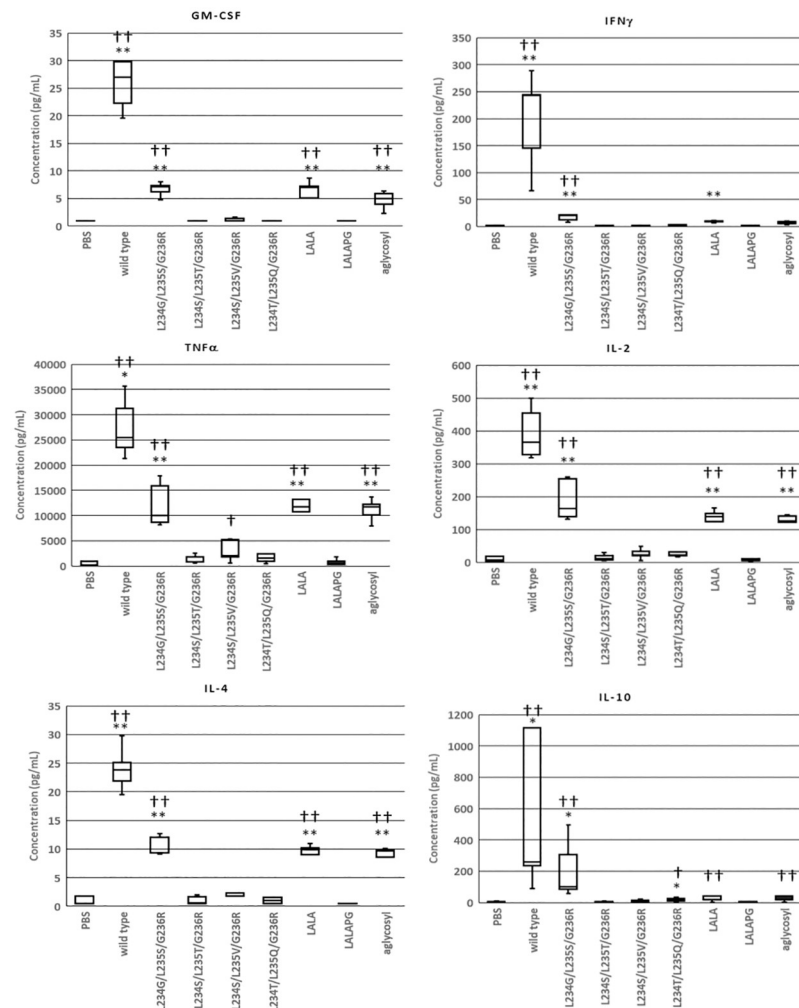 GM-CSF
†† †† †† ††
** ** ** **
Concentration (pg/mL)
35
30
25
20
15
10
5
0
PBS
wild type
L234G/L235S/G236R
L234S/L235T/G236R
L234S/L235V/G236R
L234T/L235Q/G236R
LALA
LALAPG
aglycosyl
IFNγ
†† ††
** ** **
Concentration (pg/mL)
350
300
250
200
150
100
50
0
PBS
wild type
L234G/L235S/G236R
L234S/L235T/G236R
L234S/L235V/G236R
L234T/L235Q/G236R
LALA
LALAPG
aglycosyl
TNFα
†† †† † †† ††
* ** ** **
Concentration (pg/mL)
40000
35000
30000
25000
20000
15000
10000
5000
0
PBS
wild type
L234G/L235S/G236R
L234S/L235T/G236R
L234S/L235V/G236R
L234T/L235Q/G236R
LALA
LALAPG
aglycosyl
IL-2
†† †† †† ††
** ** ** **
Concentration (pg/mL)
600
500
400
300
200
100
0
PBS
wild type
L234G/L235S/G236R
L234S/L235T/G236R
L234S/L235V/G236R
L234T/L235Q/G236R
LALA
LALAPG
aglycosyl
IL-4
†† †† †† ††
** ** ** **
Concentration (pg/mL)
35
30
25
20
15
10
5
0
PBS
wild type
L234G/L235S/G236R
L234S/L235T/G236R
L234S/L235V/G236R
L234T/L235Q/G236R
LALA
LALAPG
aglycosyl
IL-10
†† †† † †† ††
* * *
Concentration (pg/mL)
1200
1000
800
600
400
200
0
PBS
wild type
L234G/L235S/G236R
L234S/L235T/G236R
L234S/L235V/G236R
L234T/L235Q/G236R
LALA
LALAPG
aglycosyl